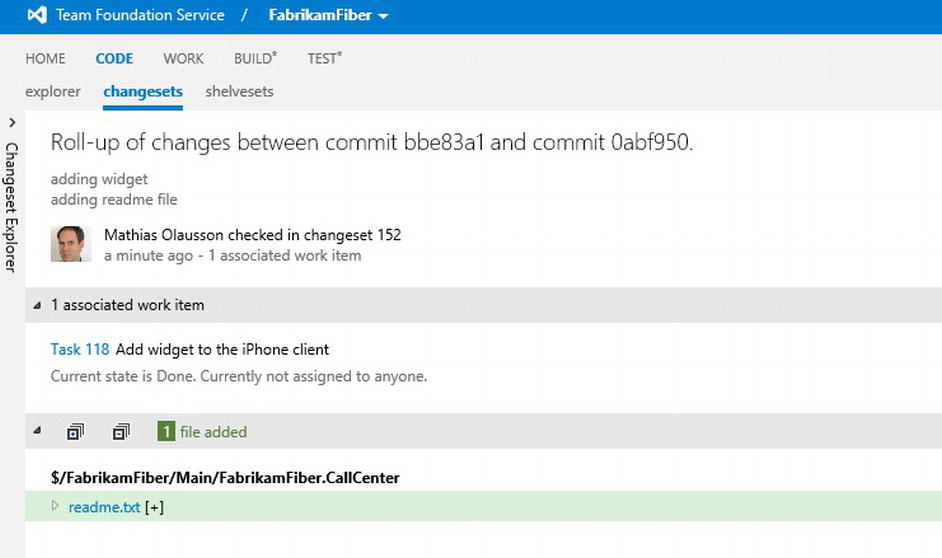 Team Foundation Service / FabrikamFiber
HOME CODE WORK BUILD* TEST*
explorer changesets shelvesets
Changeset Explorer
Roll-up of changes between commit bbe83a1 and commit 0abf950.
adding widget
adding readme file
Mathias Olausson checked in changeset 152
a minute ago - 1 associated work item
1 associated work item
Task 118 Add widget to the iPhone client
Current state is Done. Currently not assigned to anyone.
1 file added
$/FabrikamFiber/Main/FabrikamFiber.CallCenter
readme.txt [+]